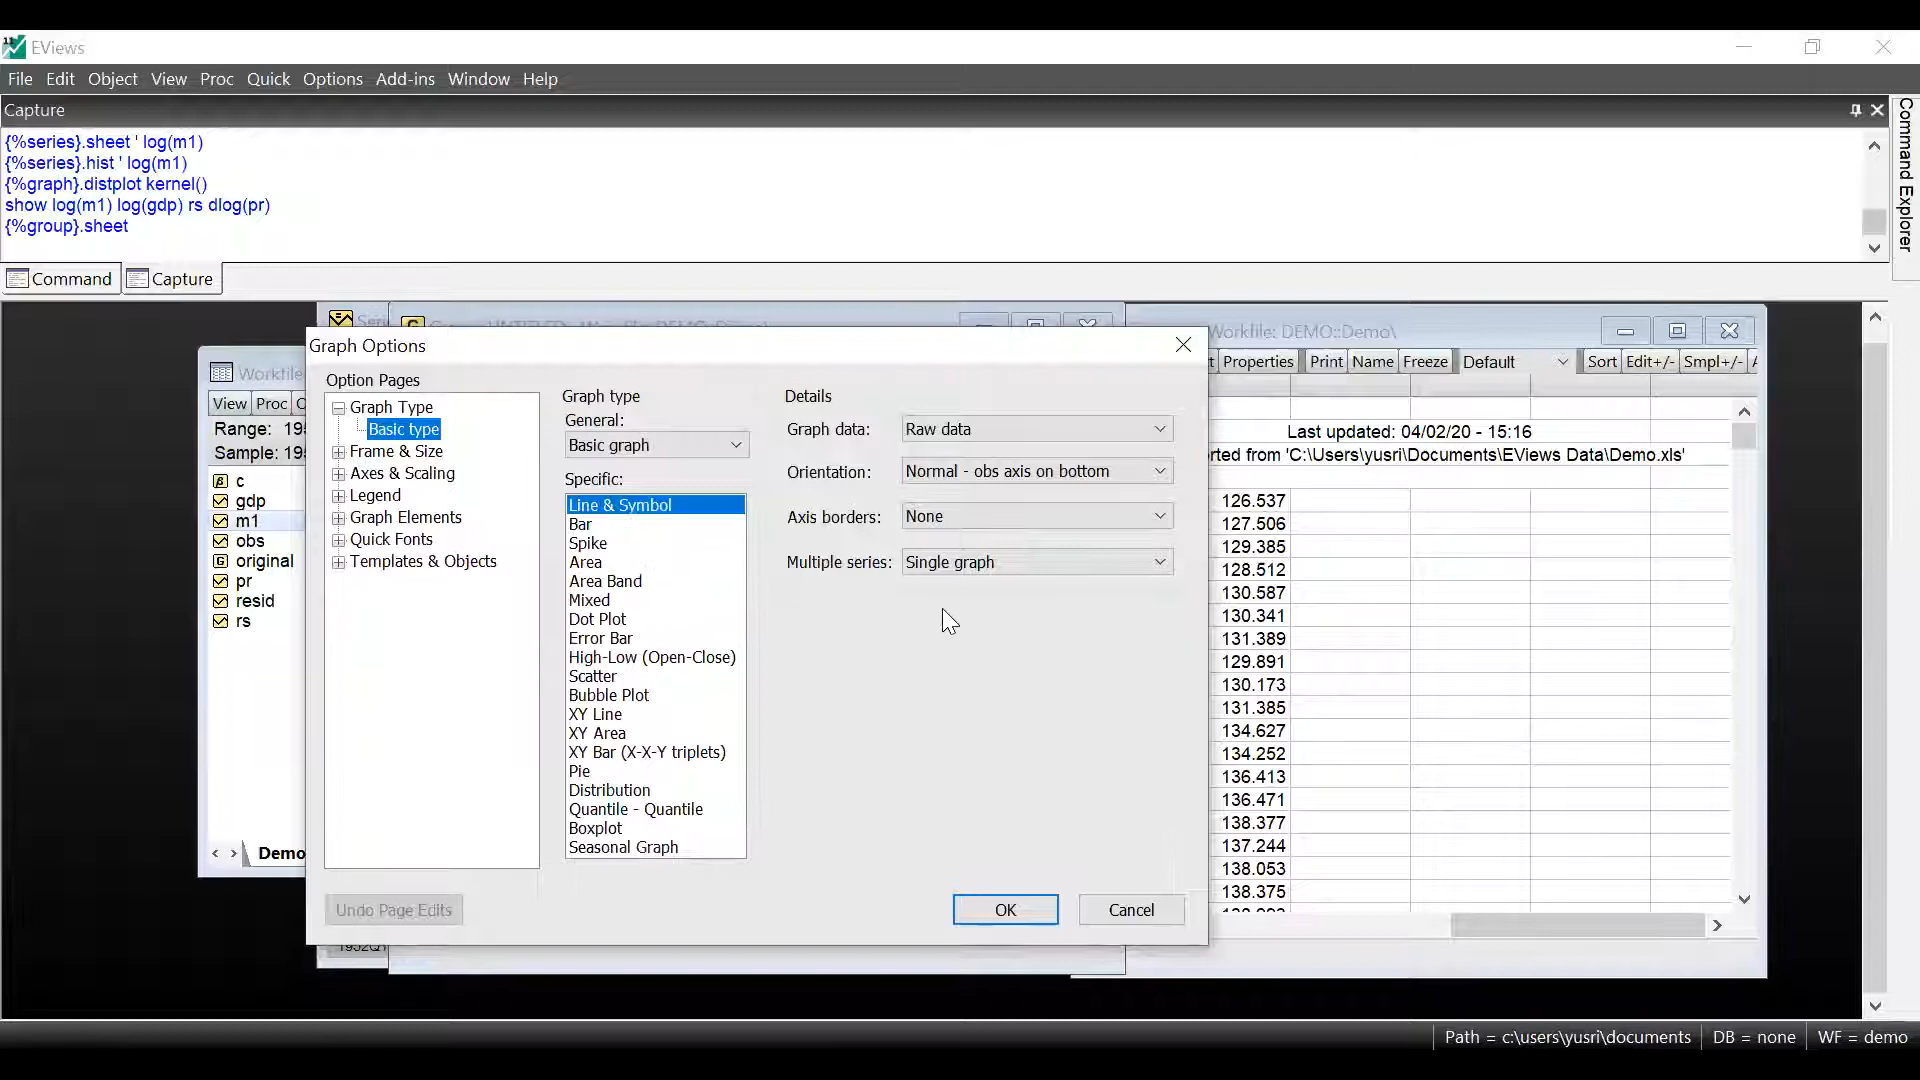 EViews
File Edit Object View Proc Quick Options Add-ins Window Help
Capture
{%series}.sheet ' log(m1)
{%series}.hist ' log(m1)
{%graph}.distplot kernel()
show log(m1) log(gdp) rs dlog(pr)
{%group}.sheet
Command Explorer
Command Capture
Workfile: DEMO::Demo\
Properties Print Name Freeze Default Sort Edit+/- Smpl+/-
Last updated: 04/02/20 - 15:16
'C:\Users\yusri\Documents\EViews Data\Demo.xls'
126.537
127.506
129.385
128.512
130.587
130.341
131.389
129.891
130.173
131.385
134.627
134.252
136.413
136.471
138.377
137.244
138.053
138.375
Workfile
View Proc
Range:
Sample:
c
gdp
m1
obs
original
pr
resid
rs
Demo
Graph Options
Option Pages
Graph Type
Basic type
Frame & Size
Axes & Scaling
Legend
Graph Elements
Quick Fonts
Templates & Objects
Graph type
General:
Basic graph
Specific:
Line & Symbol
Bar
Spike
Area
Area Band
Mixed
Dot Plot
Error Bar
High-Low (Open-Close)
Scatter
Bubble Plot
XY Line
XY Area
XY Bar (X-X-Y triplets)
Pie
Distribution
Quantile - Quantile
Boxplot
Seasonal Graph
Details
Graph data: Raw data
Orientation: Normal - obs axis on bottom
Axis borders: None
Multiple series: Single graph
Undo Page Edits
OK
Cancel
Path = c:\users\yusri\documents DB = none WF = demo